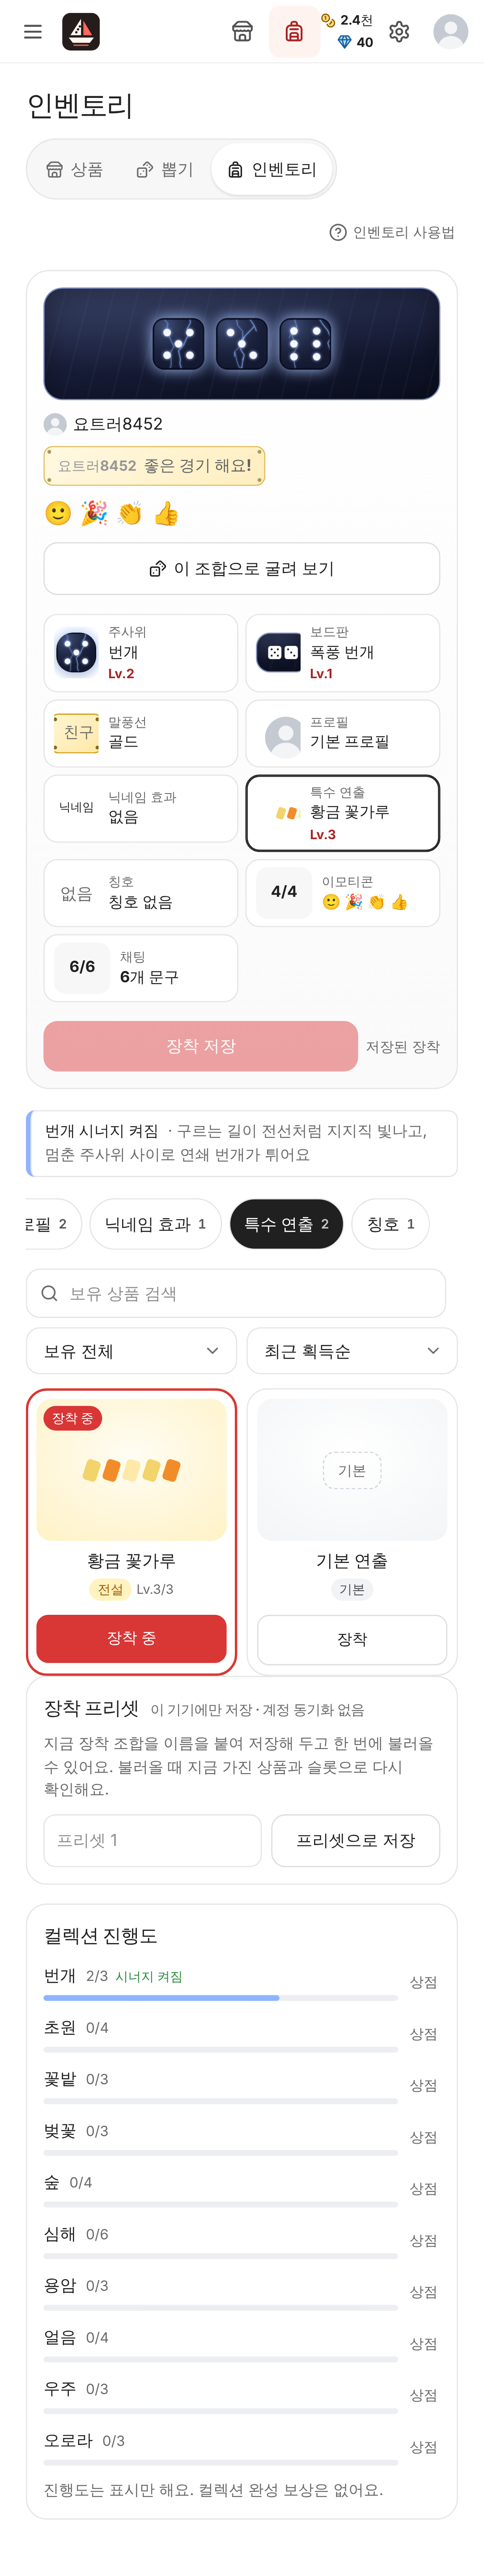 2.4천
40
인벤토리
상품 뽑기 인벤토리
인벤토리 사용법
요트러8452
요트러8452 좋은 경기 해요!
이 조합으로 굴려 보기
주사위
번개
Lv.2
보드판
폭풍 번개
Lv.1
친구
말풍선
골드
프로필
기본 프로필
닉네임
닉네임 효과
없음
특수 연출
황금 꽃가루
Lv.3
없음
칭호
칭호 없음
4/4
이모티콘
🙂 🎉 👏 👍
6/6
채팅
6개 문구
장착 저장
저장된 장착
번개 시너지 켜짐 · 구르는 길이 전선처럼 지지직 빛나고,
멈춘 주사위 사이로 연쇄 번개가 튀어요
로필 2 닉네임 효과 1 특수 연출 2 칭호 1
보유 상품 검색
보유 전체
최근 획득순
장착 중
황금 꽃가루
전설 Lv.3/3
장착 중
기본
기본 연출
기본
장착
장착 프리셋 이 기기에만 저장 · 계정 동기화 없음
지금 장착 조합을 이름을 붙여 저장해 두고 한 번에 불러올
수 있어요. 불러올 때 지금 가진 상품과 슬롯으로 다시
확인해요.
프리셋 1
프리셋으로 저장
컬렉션 진행도
번개 2/3 시너지 켜짐
상점
초원 0/4
상점
꽃밭 0/3
상점
벚꽃 0/3
상점
숲 0/4
상점
심해 0/6
상점
용암 0/3
상점
얼음 0/4
상점
우주 0/3
상점
오로라 0/3
상점
진행도는 표시만 해요. 컬렉션 완성 보상은 없어요.